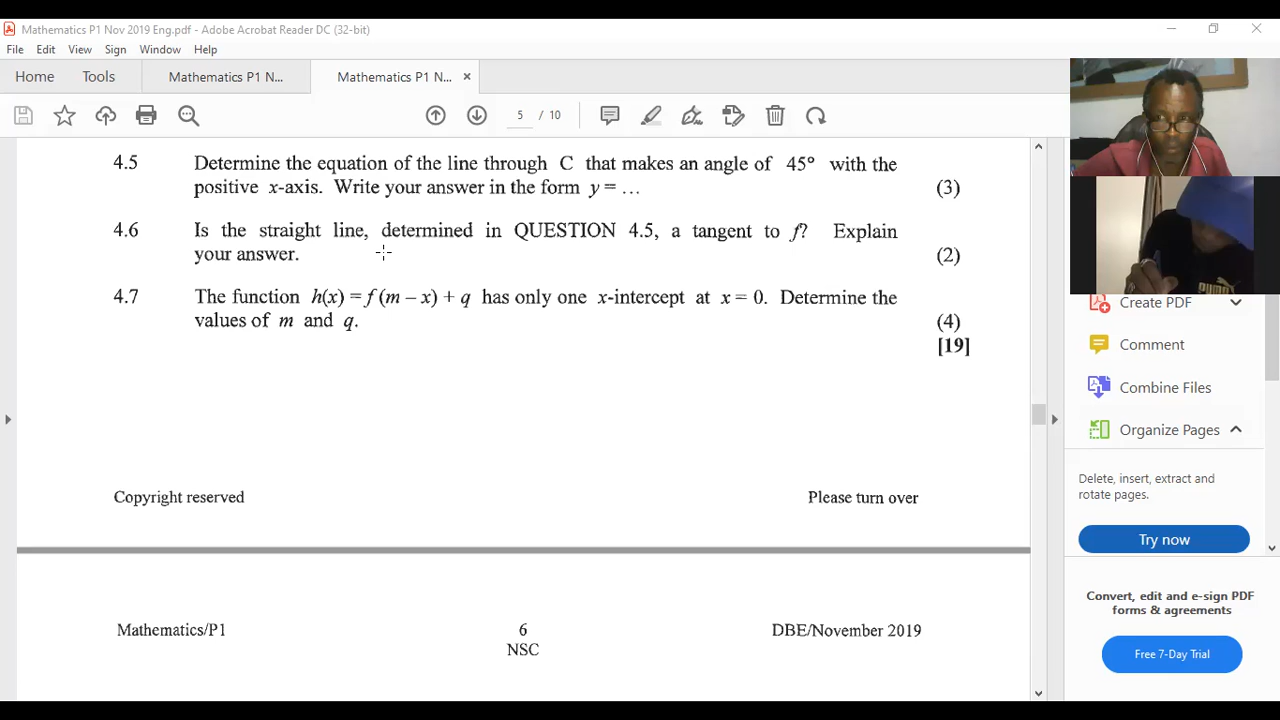 Mathematics P1 Nov 2019 Eng.pdf - Adobe Acrobat Reader DC (32-bit)
File Edit View Sign Window Help
Home Tools Mathematics P1 N... Mathematics P1 N... ×
5 / 10
4.5 Determine the equation of the line through C that makes an angle of 45° with the
positive x-axis. Write your answer in the form y = … (3)
4.6 Is the straight line, determined in QUESTION 4.5, a tangent to f? Explain
your answer. (2)
4.7 The function h(x) = f (m – x) + q has only one x-intercept at x = 0. Determine the
values of m and q. (4)
[19]
Copyright reserved Please turn over
Mathematics/P1 6 DBE/November 2019
NSC
PUMA
Create PDF
Comment
Combine Files
Organize Pages
Delete, insert, extract and
rotate pages.
Try now
Convert, edit and e-sign PDF
forms & agreements
Free 7-Day Trial